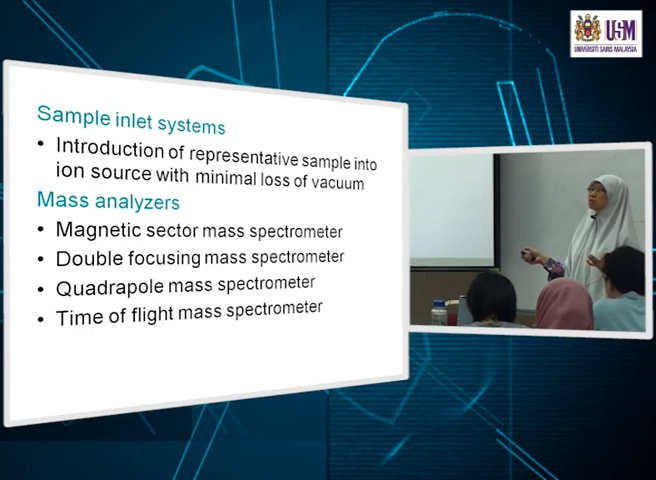 USM
UNIVERSITI SAINS MALAYSIA
Sample inlet systems
• Introduction of representative sample into
ion source with minimal loss of vacuum
Mass analyzers
• Magnetic sector mass spectrometer
• Double focusing mass spectrometer
• Quadrapole mass spectrometer
• Time of flight mass spectrometer